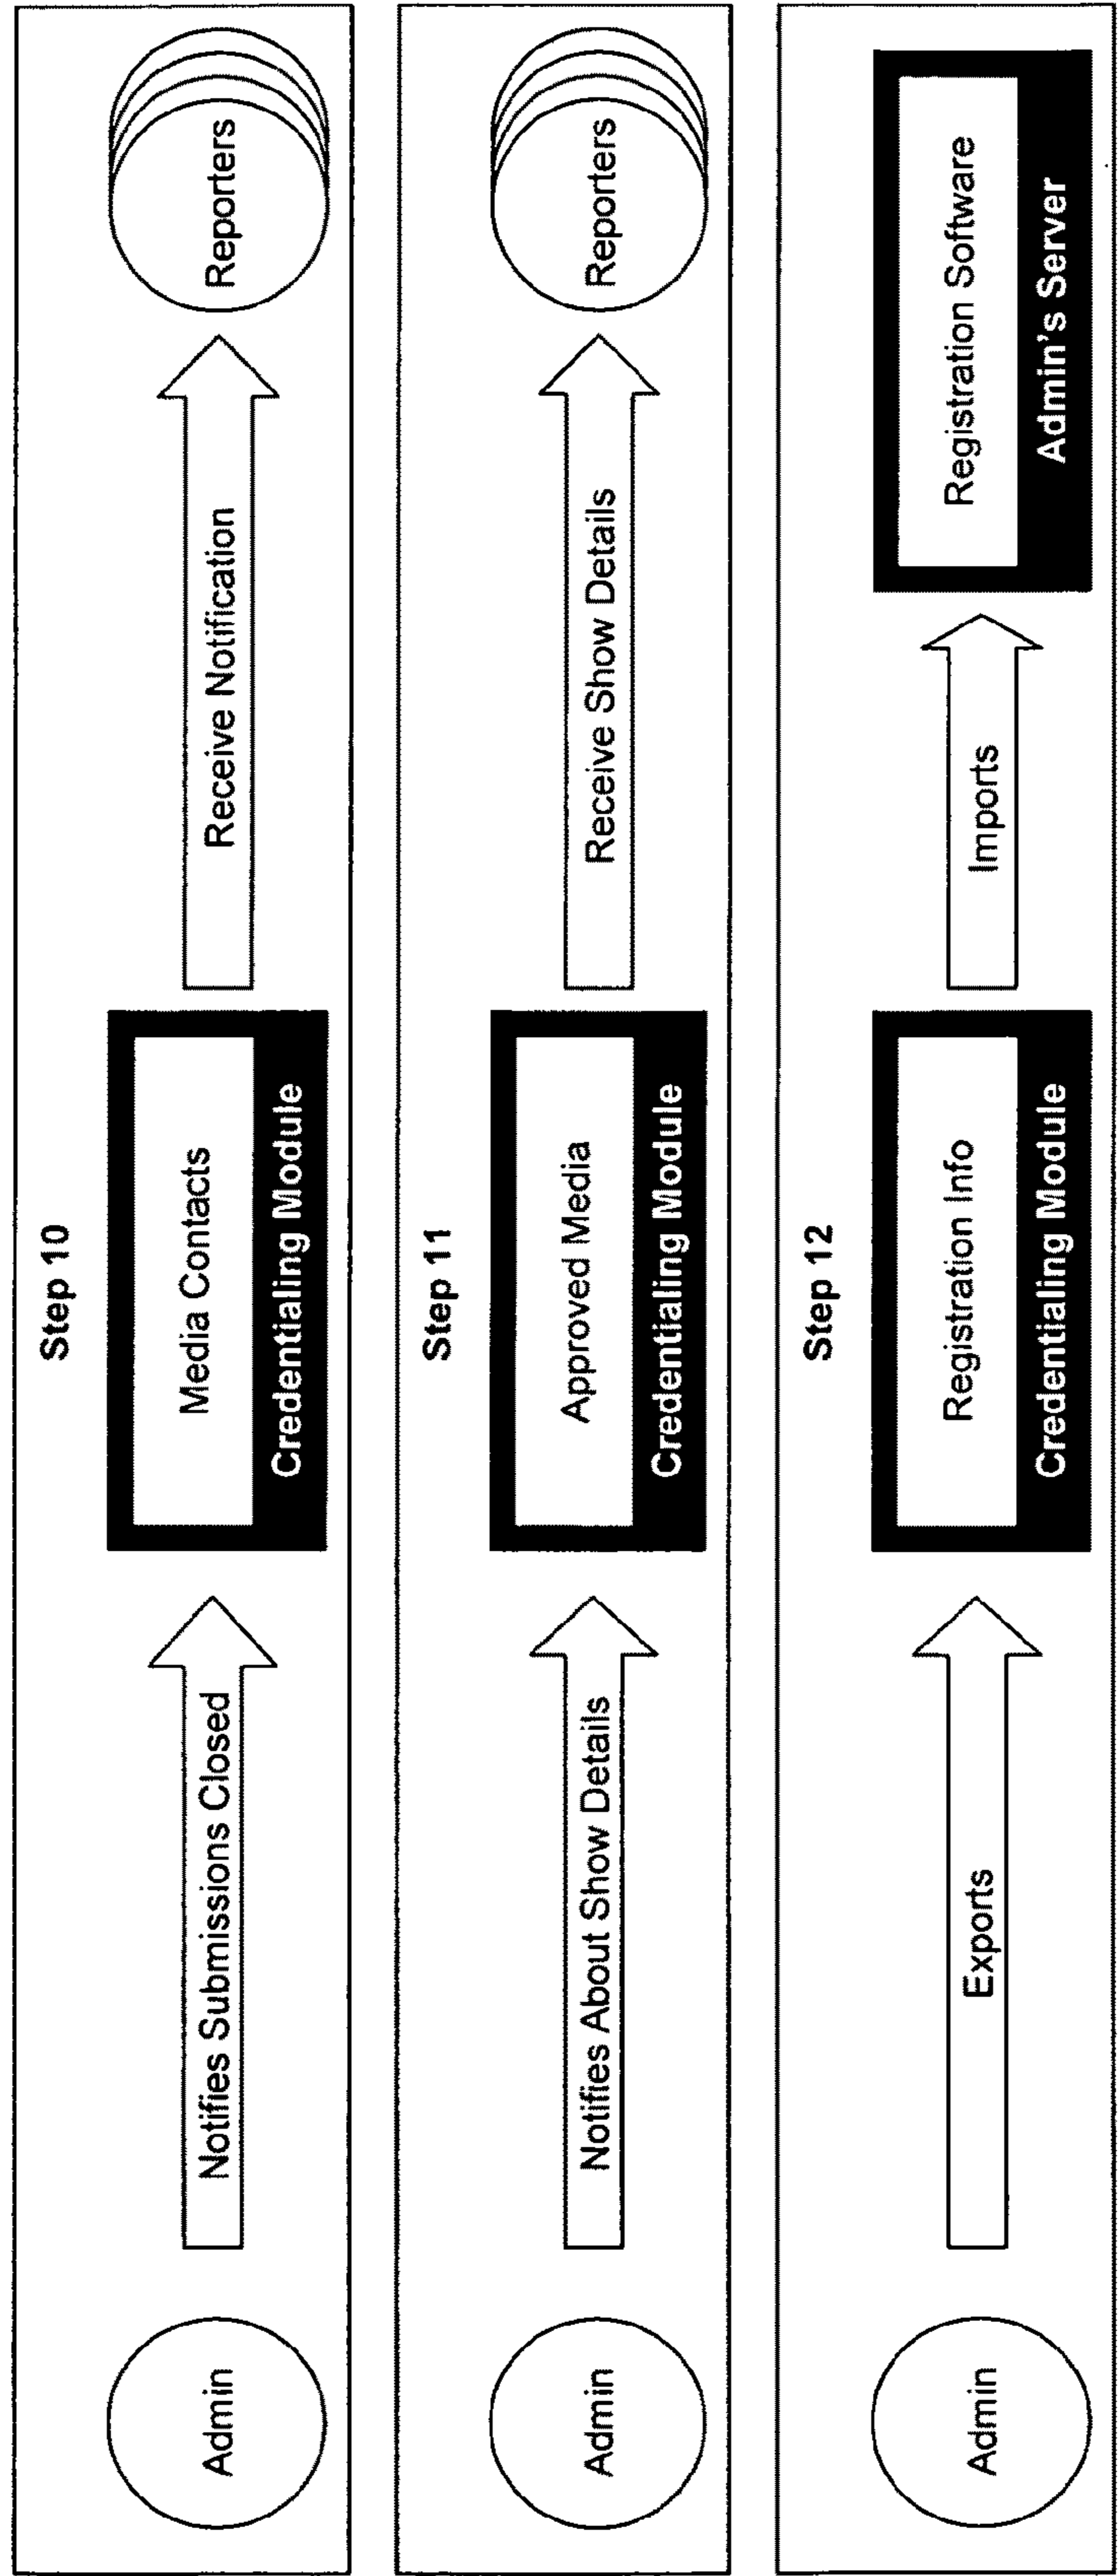 Step 10
Admin
Notifies Submissions Closed
Media Contacts
Credentialing Module
Receive Notification
Reporters
Step 11
Admin
Notifies About Show Details
Approved Media
Credentialing Module
Receive Show Details
Reporters
Step 12
Admin
Exports
Registration Info
Credentialing Module
Imports
Registration Software
Admin's Server